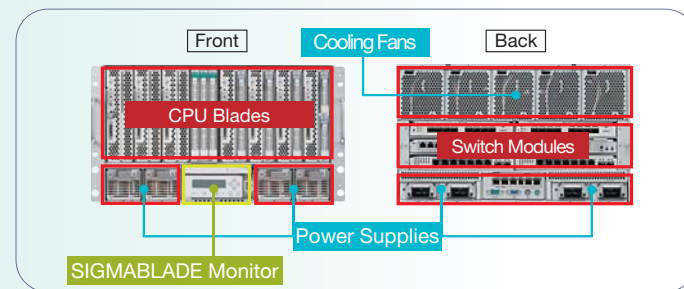 Front
Cooling Fans
Back
CPU Blades
Switch Modules
Power Supplies
SIGMABLADE Monitor